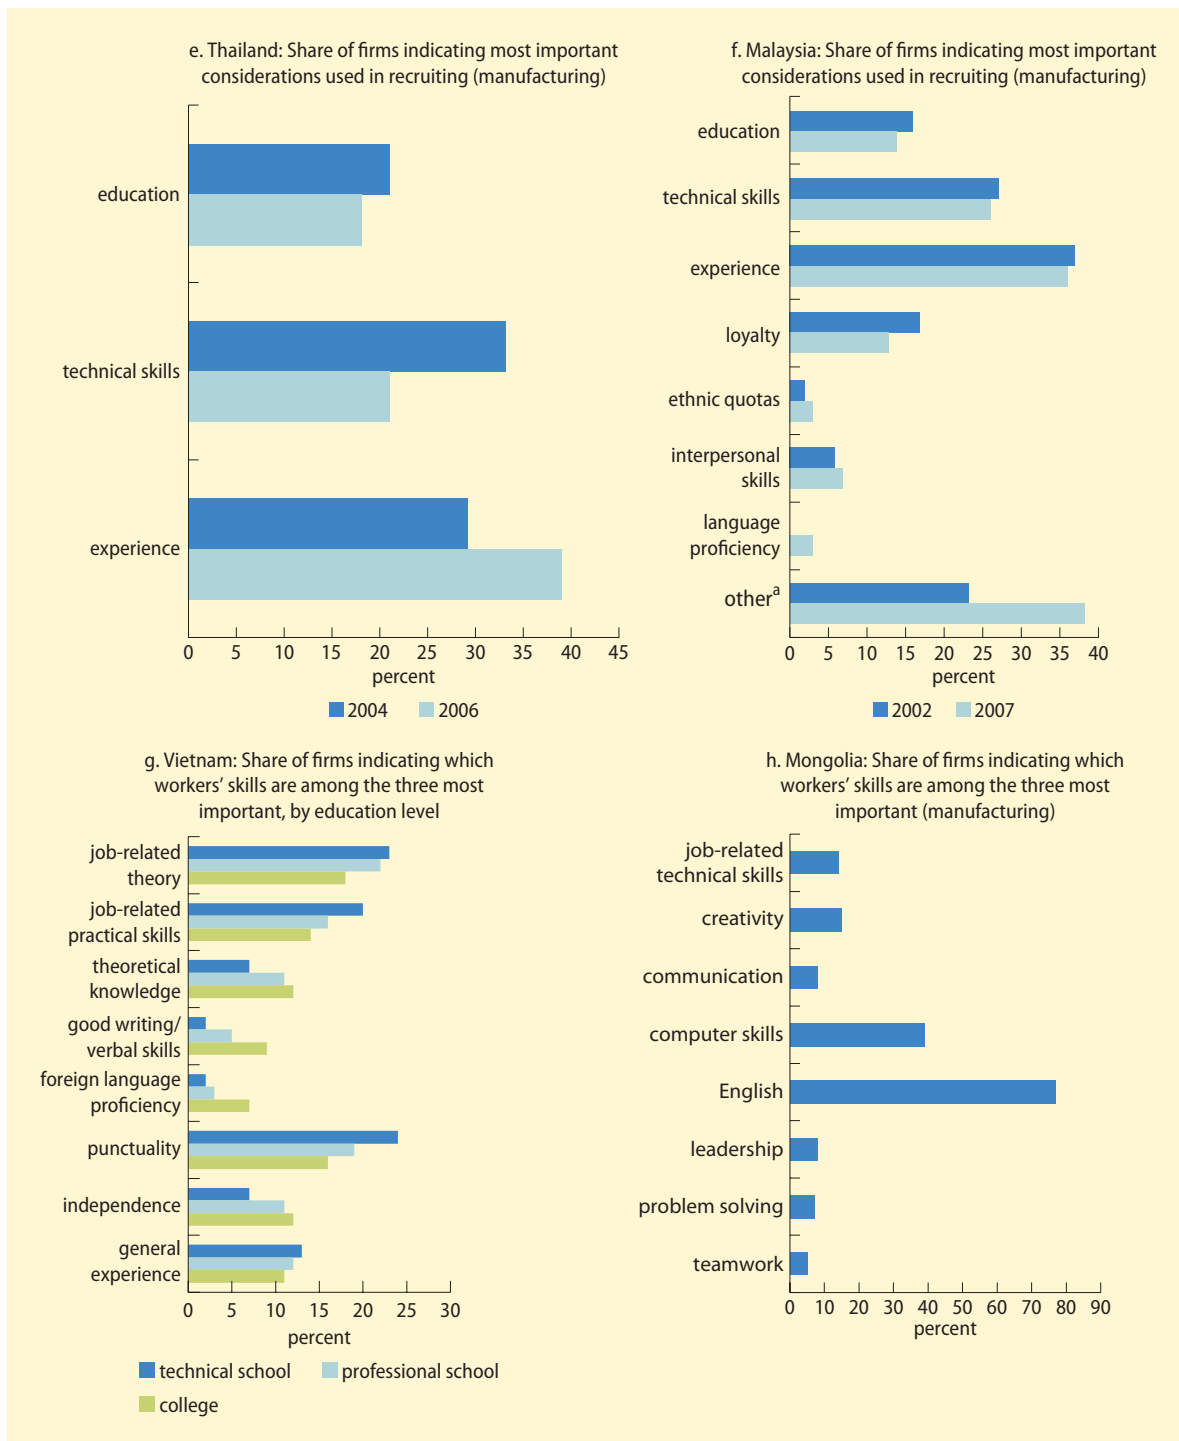 e. Thailand: Share of firms indicating most important
considerations used in recruiting (manufacturing)
education
technical skills
experience
0 5 10 15 20 25 30 35 40 45
percent
2004 2006
f. Malaysia: Share of firms indicating most important
considerations used in recruiting (manufacturing)
education
technical skills
experience
loyalty
ethnic quotas
interpersonal
skills
language
proficiency
otherª
0 5 10 15 20 25 30 35 40
percent
2002 2007
g. Vietnam: Share of firms indicating which
workers’ skills are among the three most
important, by education level
job-related
theory
job-related
practical skills
theoretical
knowledge
good writing/
verbal skills
foreign language
proficiency
punctuality
independence
general
experience
0 5 10 15 20 25 30
percent
technical school professional school
college
h. Mongolia: Share of firms indicating which
workers’ skills are among the three most
important (manufacturing)
job-related
technical skills
creativity
communication
computer skills
English
leadership
problem solving
teamwork
0 10 20 30 40 50 60 70 80 90
percent